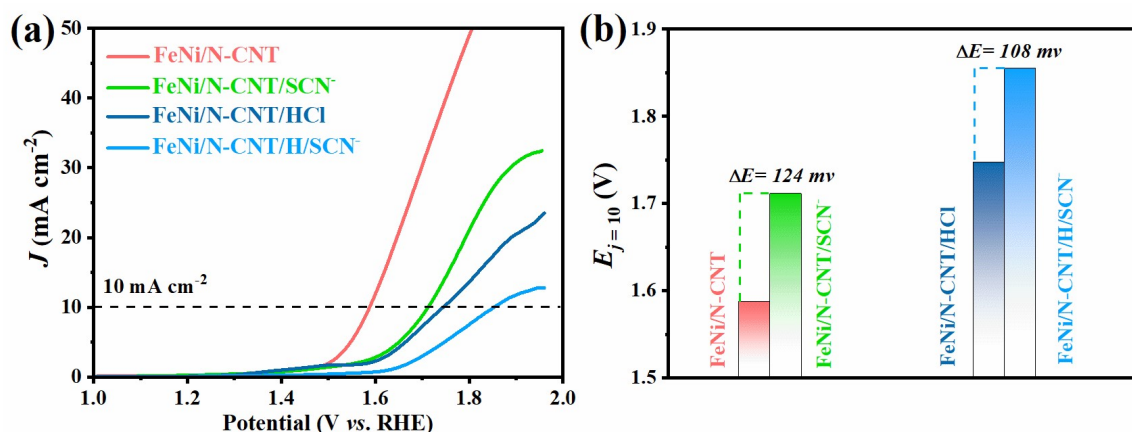 (a)
50
40
30
20
10
0
J (mA cm⁻²)
FeNi/N-CNT
FeNi/N-CNT/SCN⁻
FeNi/N-CNT/HCl
FeNi/N-CNT/H/SCN⁻
10 mA cm⁻²
1.0 1.2 1.4 1.6 1.8 2.0
Potential (V vs. RHE)
(b)
1.9
1.8
1.7
1.6
1.5
E j = 10 (V)
ΔE= 124 mv
ΔE= 108 mv
FeNi/N-CNT
FeNi/N-CNT/SCN⁻
FeNi/N-CNT/HCl
FeNi/N-CNT/H/SCN⁻